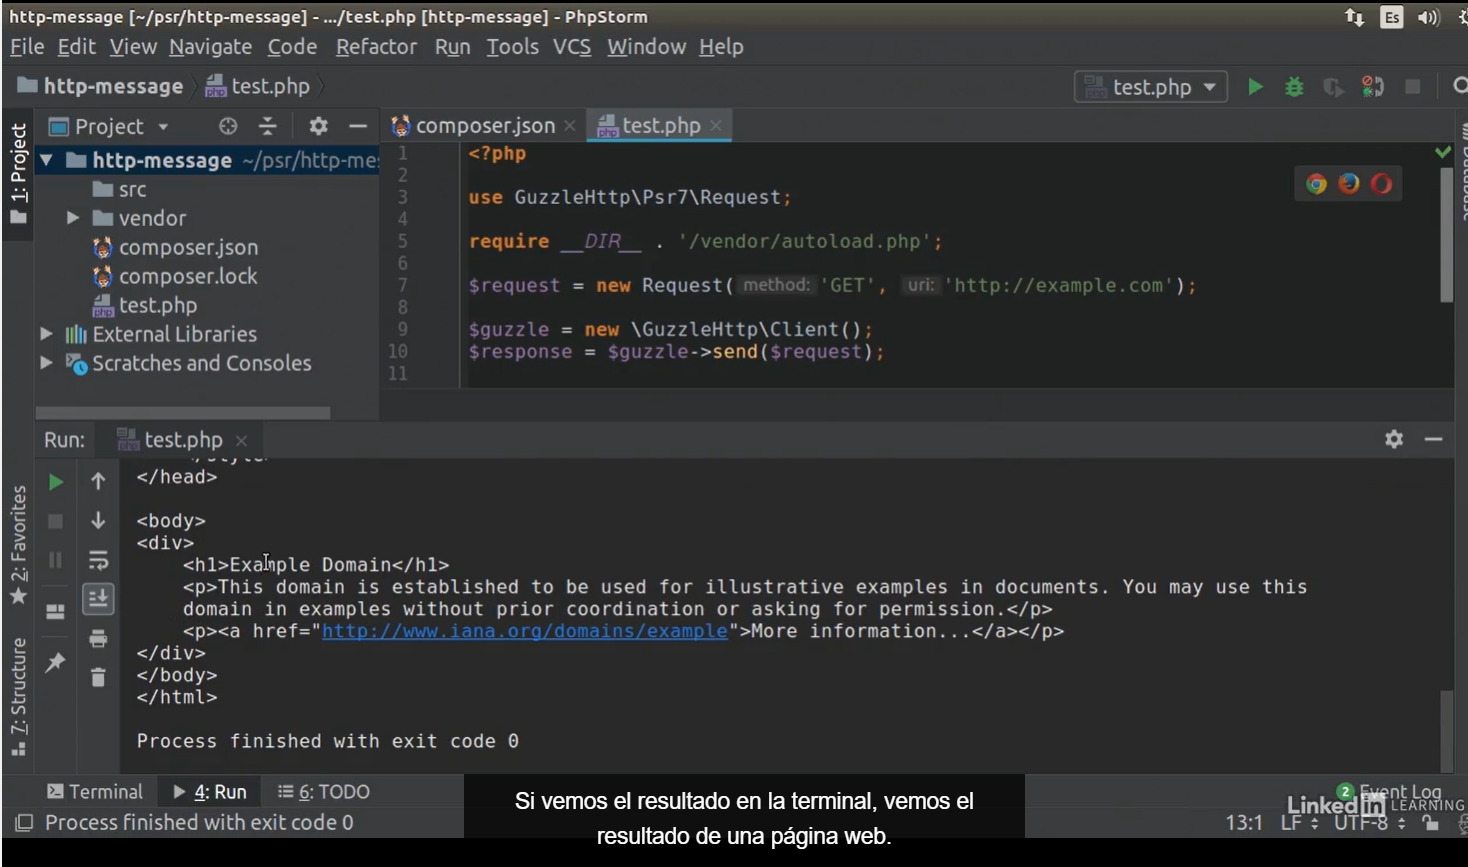 http-message [~/psr/http-message] - .../test.php [http-message] - PhpStorm
Es
File Edit View Navigate Code Refactor Run Tools VCS Window Help
http-message test.php
test.php
1: Project
Project
composer.json × test.php ×
http-message ~/psr/http-me
src
vendor
composer.json
composer.lock
test.php
External Libraries
Scratches and Consoles
1 <?php
2
3 use GuzzleHttp\Psr7\Request;
4
5 require __DIR__ . '/vendor/autoload.php';
6
7 $request = new Request( method: 'GET', uri: 'http://example.com');
8
9 $guzzle = new \GuzzleHttp\Client();
10 $response = $guzzle->send($request);
11
Database
Run: test.php ×
</style>
</head>
<body>
<div>
<h1>Example Domain</h1>
<p>This domain is established to be used for illustrative examples in documents. You may use this
domain in examples without prior coordination or asking for permission.</p>
<p><a href="http://www.iana.org/domains/example">More information...</a></p>
</div>
</body>
</html>
Process finished with exit code 0
2: Favorites
7: Structure
Terminal 4: Run 6: TODO
2 Event Log
Process finished with exit code 0
13:1 LF UTF-8
Linked in LEARNING
Si vemos el resultado en la terminal, vemos el
resultado de una página web.